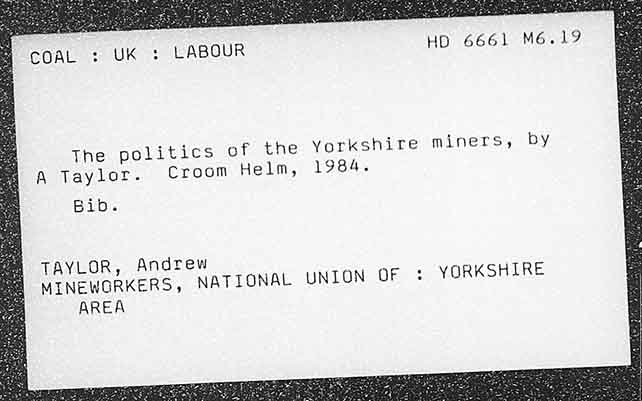 COAL : UK : LABOUR
HD 6661 M6.19
The politics of the Yorkshire miners, by
A Taylor. Croom Helm, 1984.
Bib.
TAYLOR, Andrew
MINEWORKERS, NATIONAL UNION OF : YORKSHIRE
AREA